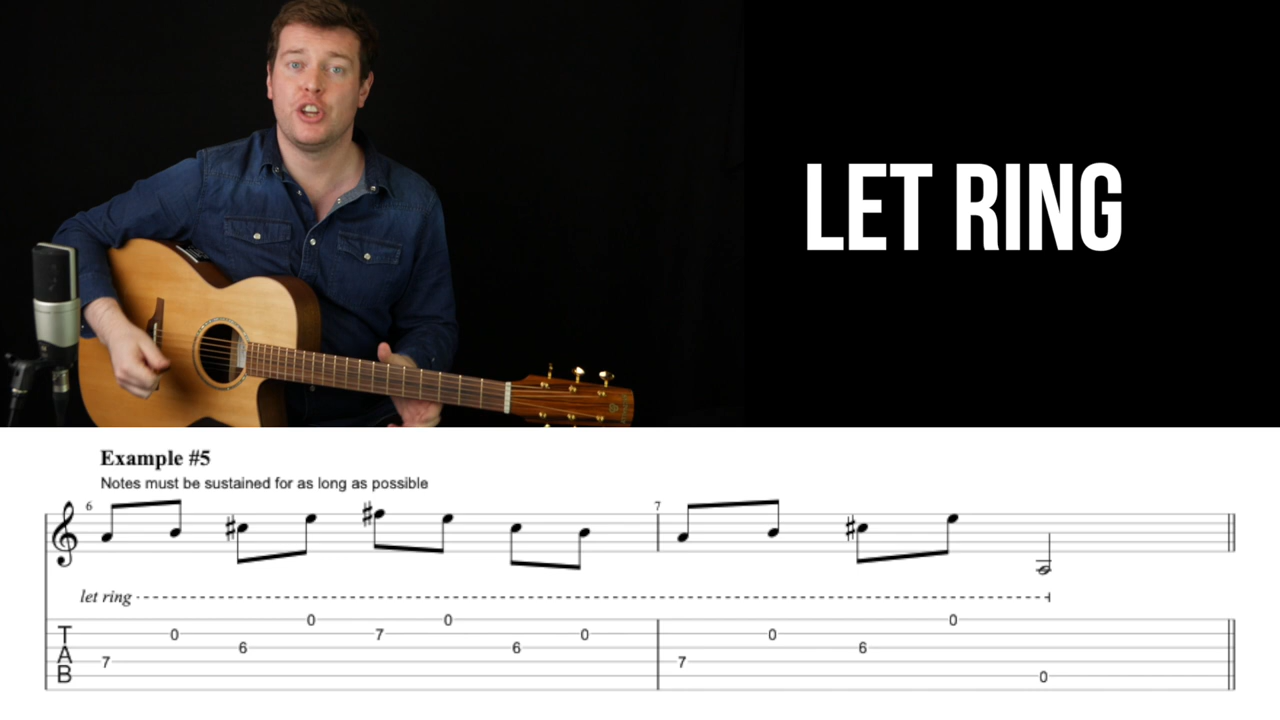 LET RING
Example #5
Notes must be sustained for as long as possible
6 7
let ring
T
A
B
0 0 0
0 7 0 0
6 6 6
7 7
0